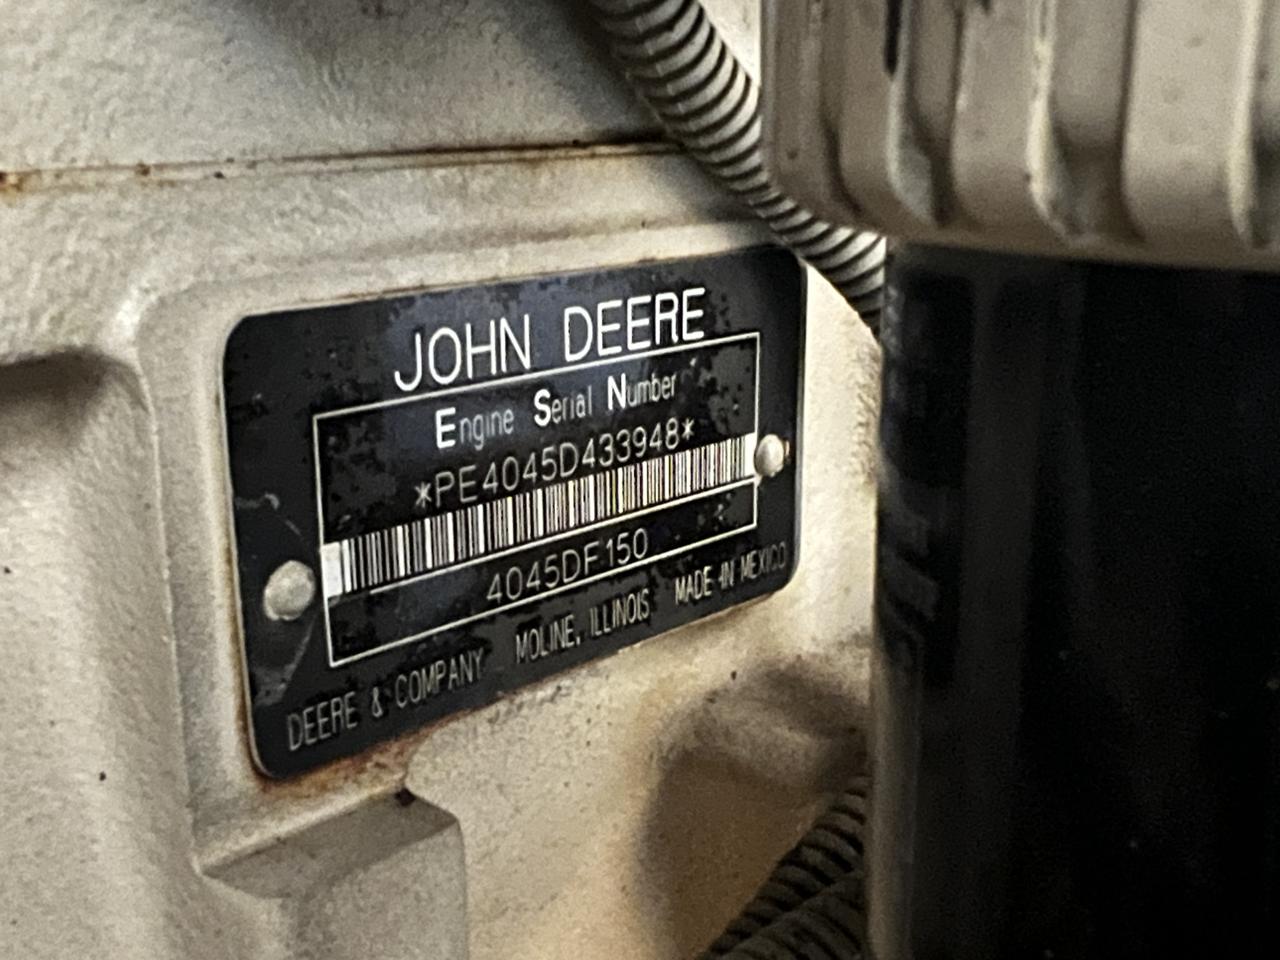 JOHN DEERE
Engine Serial Number
*PE4045D433948*
4045DF150
DEERE & COMPANY MOLINE, ILLINOIS MADE IN MEXICO